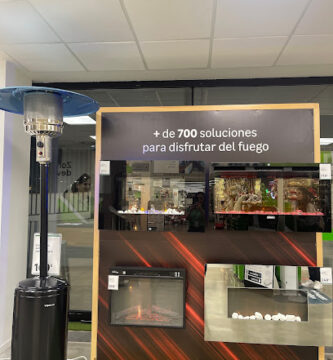 + de 700 soluciones
para disfrutar del fuego